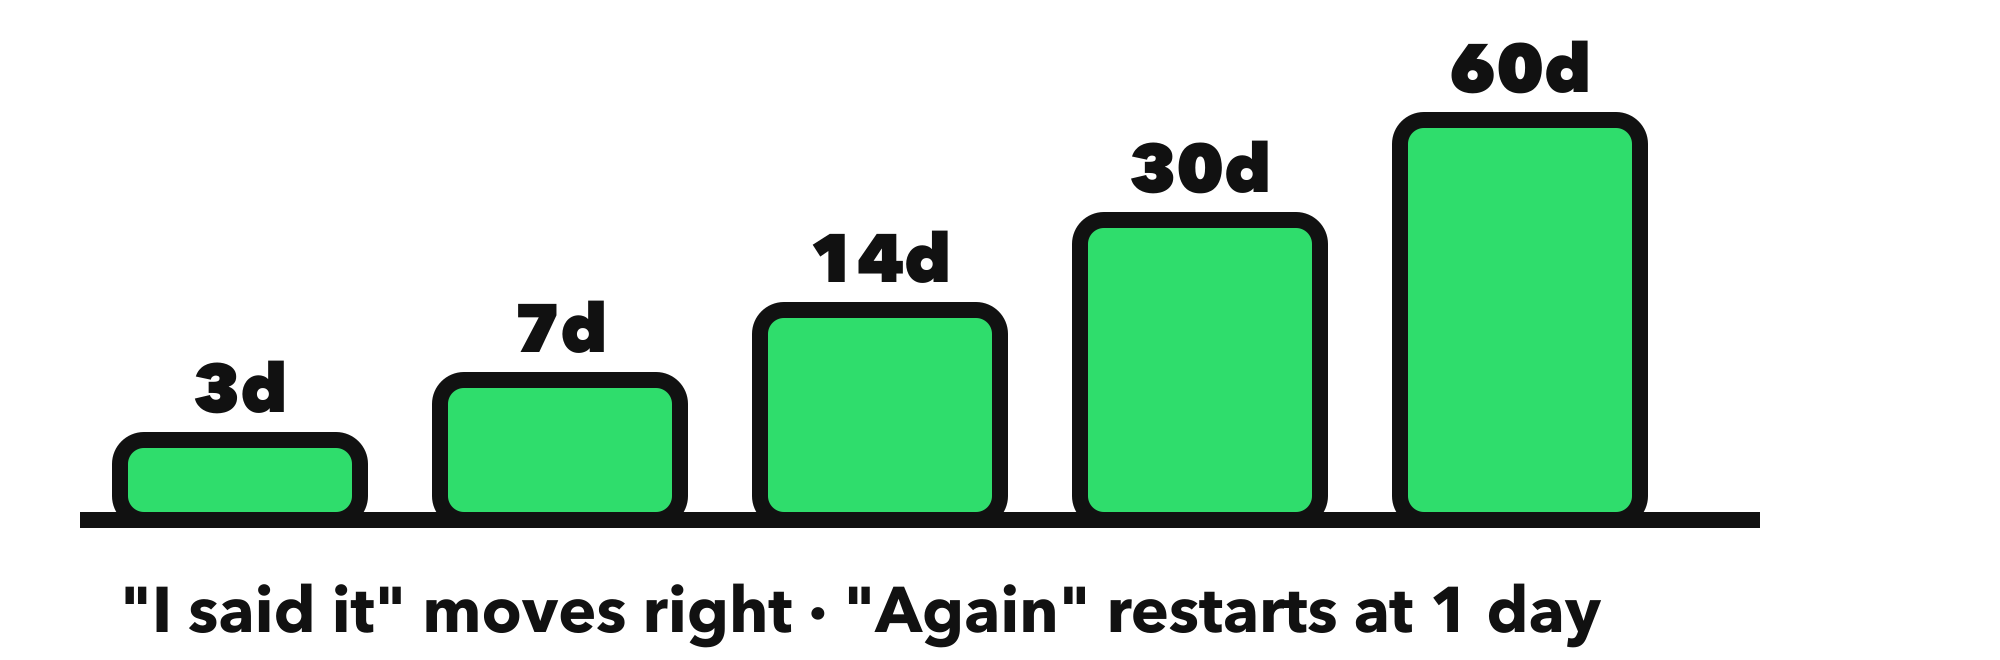 3d
7d
14d
30d
60d
"I said it" moves right · "Again" restarts at 1 day